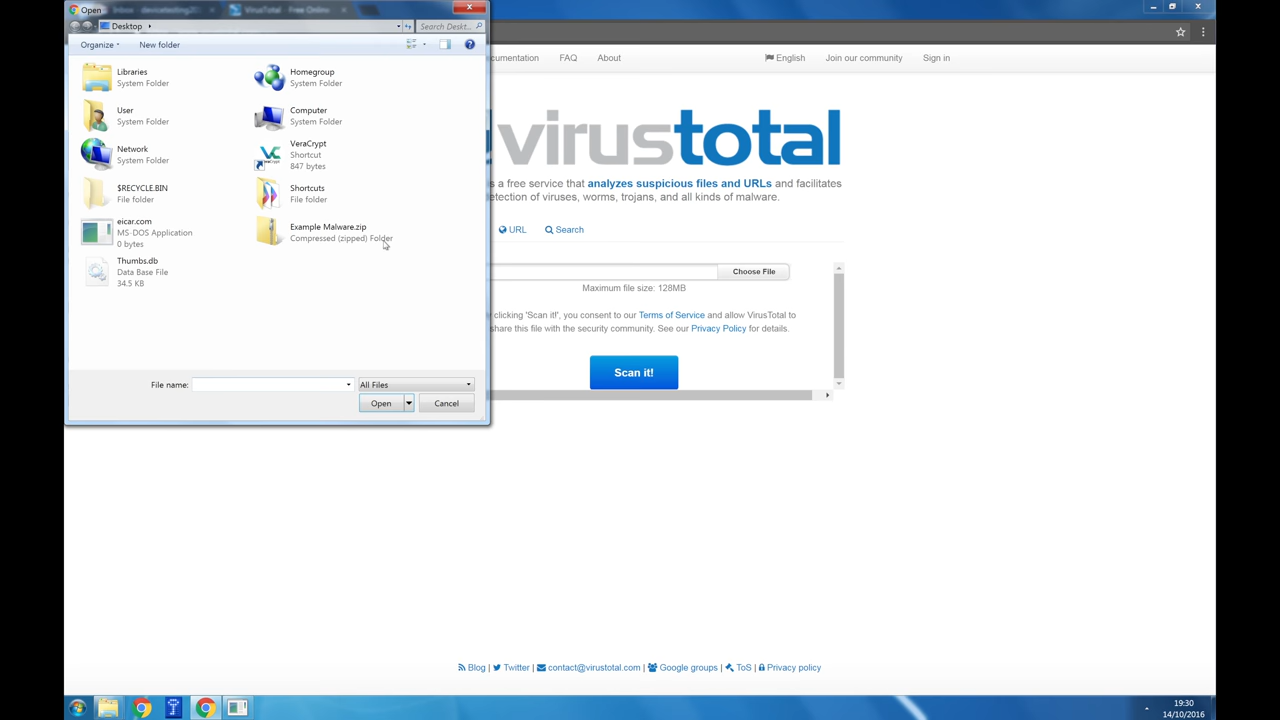 Open
Inbox - devicetesting20
VirusTotal - Free Online
Desktop
Search Deskt...
Organize
New folder
cumentation
FAQ
About
English
Join our community
Sign in
Libraries
System Folder
Homegroup
System Folder
User
System Folder
Computer
System Folder
Network
System Folder
VeraCrypt
Shortcut
847 bytes
$RECYCLE.BIN
File folder
Shortcuts
File folder
eicar.com
MS-DOS Application
0 bytes
Example Malware.zip
Compressed (zipped) Folder
Thumbs.db
Data Base File
34.5 KB
File name:
All Files
Open
Cancel
virustotal
s a free service that analyzes suspicious files and URLs and facilitates
etection of viruses, worms, trojans, and all kinds of malware.
URL
Search
Choose File
Maximum file size: 128MB
clicking 'Scan it!', you consent to our Terms of Service and allow VirusTotal to
share this file with the security community. See our Privacy Policy for details.
Scan it!
Blog | Twitter | contact@virustotal.com | Google groups | ToS | Privacy policy
19:30
14/10/2016